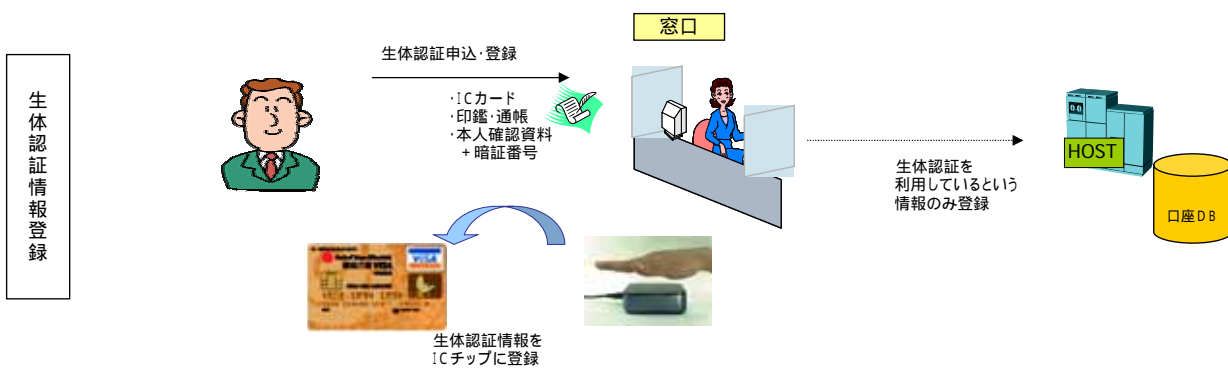 生体認証情報登録
生体認証申込・登録
・ICカード
・印鑑・通帳
・本人確認資料
+暗証番号
窓口
生体認証を
利用しているという
情報のみ登録
HOST
口座DB
VISA
生体認証情報を
ICチップに登録